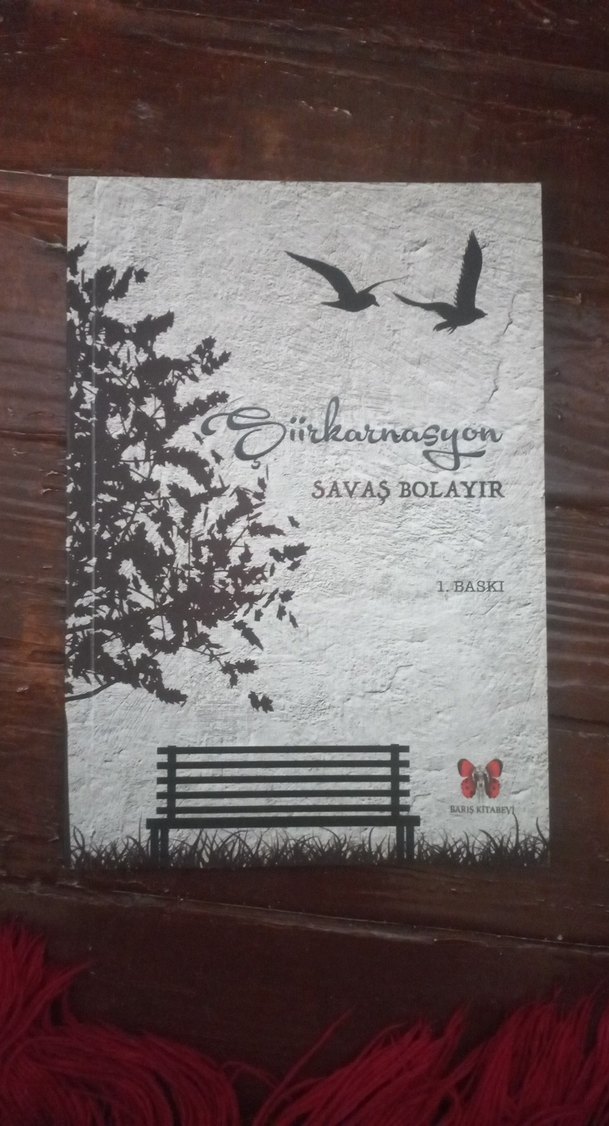 Şiirkarnasyon
SAVAŞ BOLAYIR
1. BASKI
BARIŞ KİTABEVİ